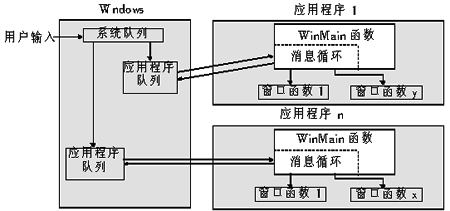 Windows
用户输入
系统队列
应用程序
队列
应用程序
队列
应用程序 1
WinMain 函数
消息循环
窗口函数 1
窗口函数 y
应用程序 n
WinMain 函数
消息循环
窗口函数 1
窗口函数 x